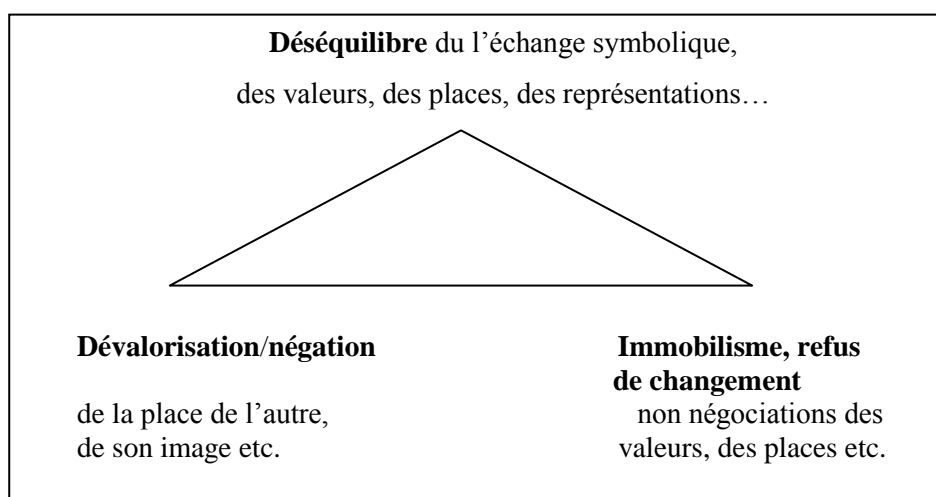 Déséquilibre du l’échange symbolique,
des valeurs, des places, des représentations…
Dévalorisation/négation
de la place de l’autre,
de son image etc.
Immobilisme, refus
de changement
non négociations des
valeurs, des places etc.